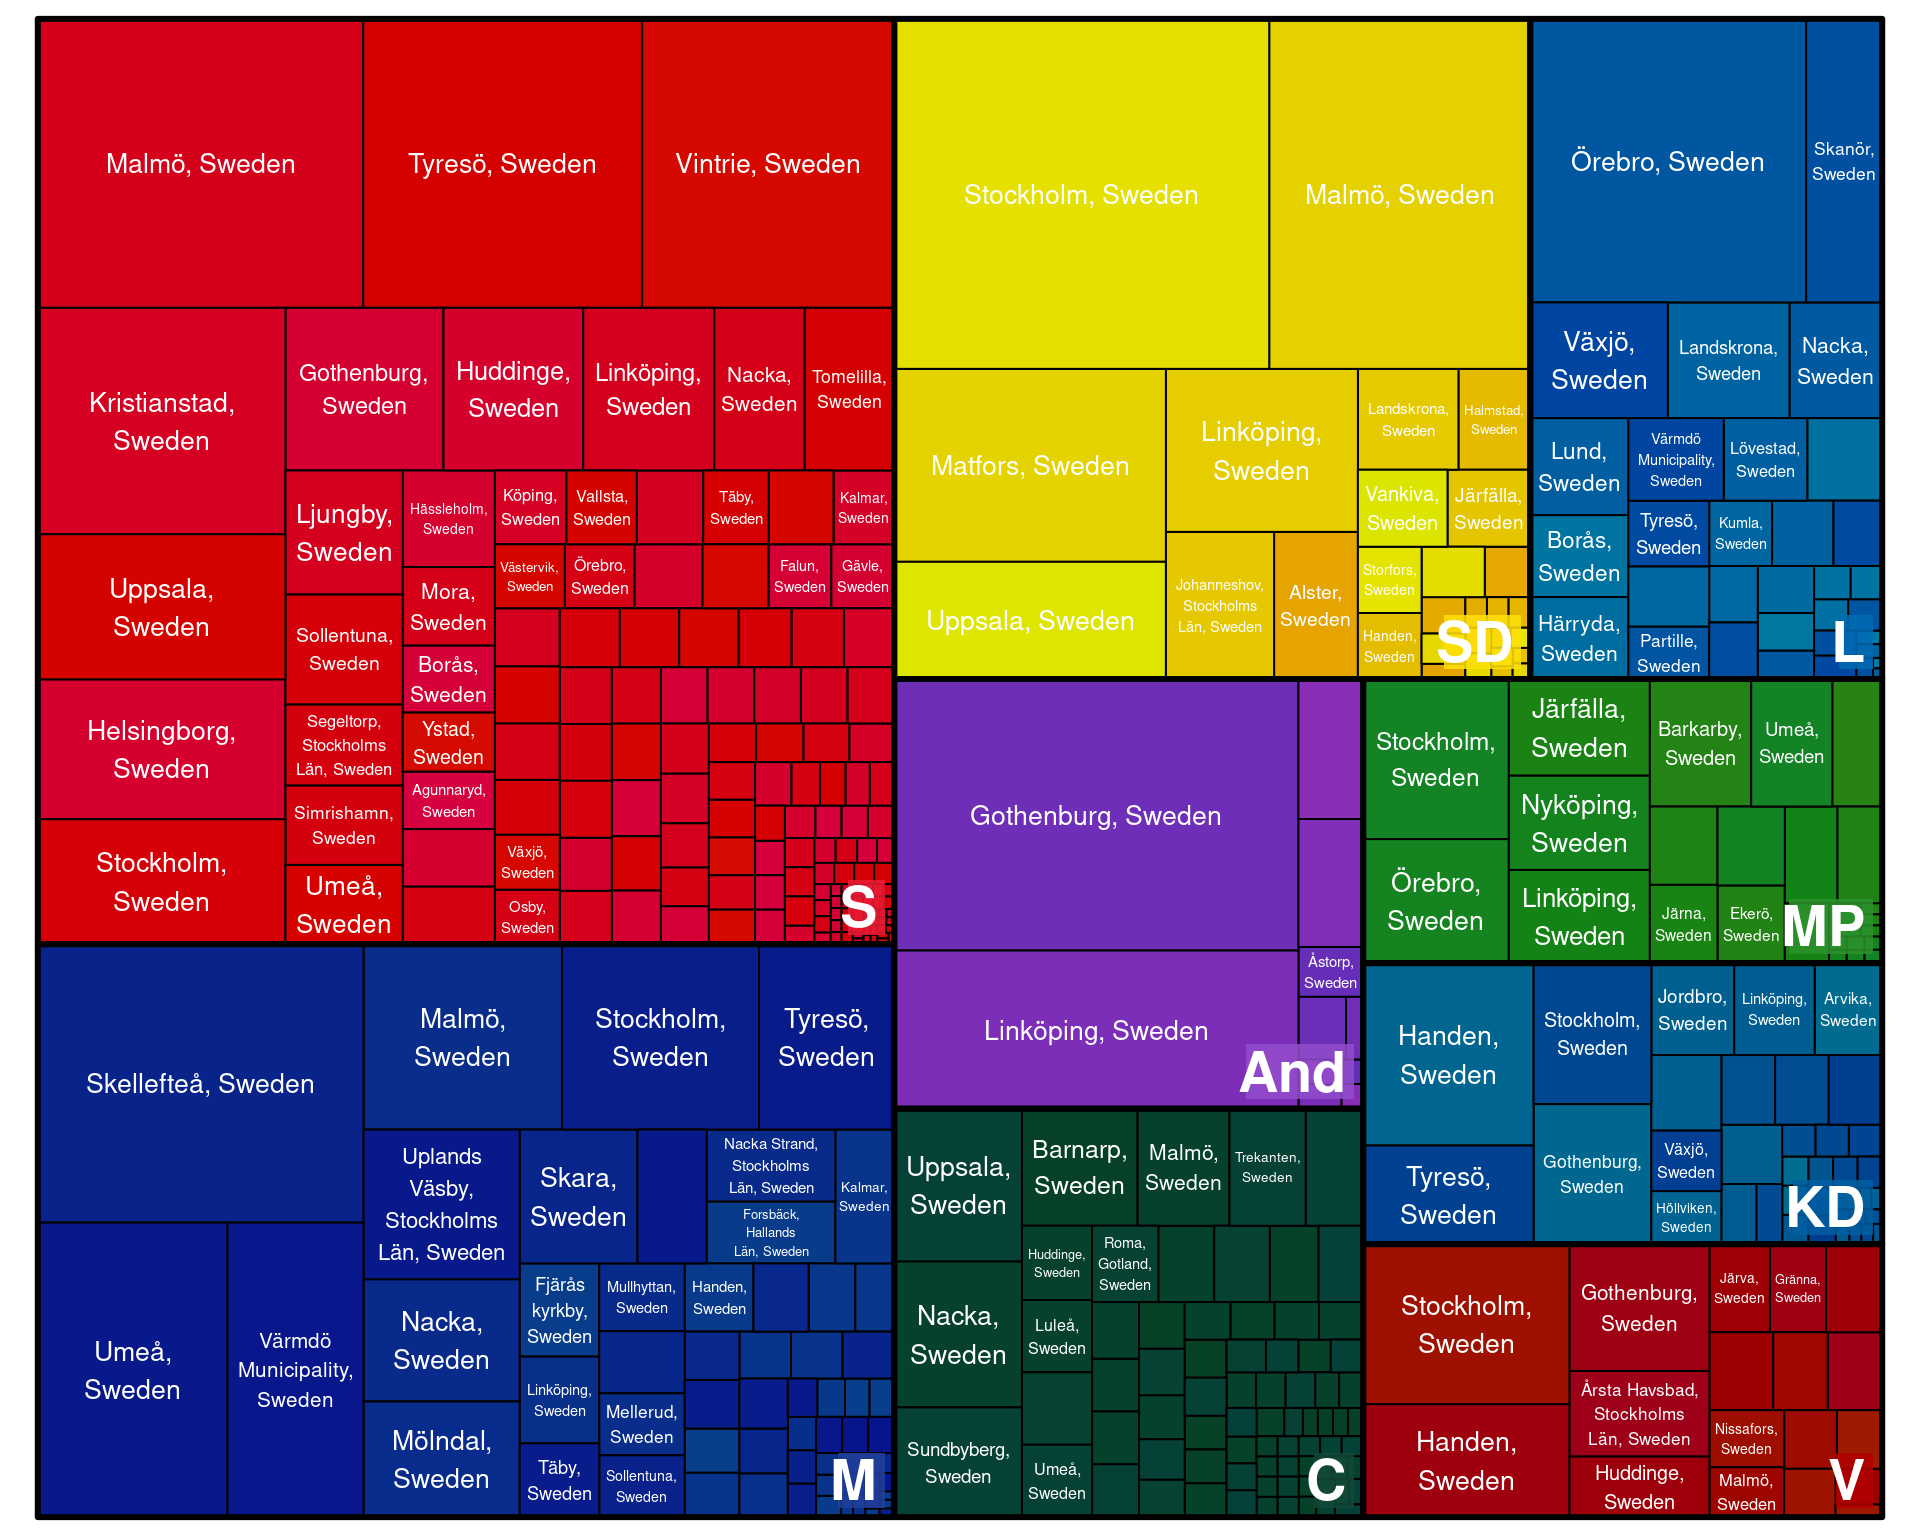 Malmö, Sweden
Tyresö, Sweden
Vintrie, Sweden
Kristianstad,
Sweden
Gothenburg,
Sweden
Huddinge,
Sweden
Linköping,
Sweden
Nacka,
Sweden
Tomelilla,
Sweden
Uppsala,
Sweden
Helsingborg,
Sweden
Stockholm,
Sweden
Ljungby,
Sweden
Sollentuna,
Sweden
Segeltorp,
Stockholms
Län, Sweden
Simrishamn,
Sweden
Umeå,
Sweden
Hässleholm,
Sweden
Mora,
Sweden
Borås,
Sweden
Ystad,
Sweden
Agunnaryd,
Sweden
Köping,
Sweden
Vallsta,
Sweden
Täby,
Sweden
Kalmar,
Sweden
Västervik,
Sweden
Örebro,
Sweden
Falun,
Sweden
Gävle,
Sweden
Växjö,
Sweden
Osby,
Sweden
S
Stockholm, Sweden
Malmö, Sweden
Matfors, Sweden
Uppsala, Sweden
Linköping,
Sweden
Johanneshov,
Stockholms
Län, Sweden
Alster,
Sweden
Landskrona,
Sweden
Halmstad,
Sweden
Vankiva,
Sweden
Järfälla,
Sweden
Storfors,
Sweden
Handen,
Sweden
SD
Örebro, Sweden
Skanör,
Sweden
Växjö,
Sweden
Landskrona,
Sweden
Nacka,
Sweden
Lund,
Sweden
Värmdö
Municipality,
Sweden
Lövestad,
Sweden
Borås,
Sweden
Tyresö,
Sweden
Kumla,
Sweden
Härryda,
Sweden
Partille,
Sweden
L
Gothenburg, Sweden
Linköping, Sweden
Åstorp,
Sweden
And
Stockholm,
Sweden
Örebro,
Sweden
Järfälla,
Sweden
Nyköping,
Sweden
Linköping,
Sweden
Barkarby,
Sweden
Umeå,
Sweden
Järna,
Sweden
Ekerö,
Sweden
MP
Skellefteå, Sweden
Umeå,
Sweden
Värmdö
Municipality,
Sweden
Malmö,
Sweden
Stockholm,
Sweden
Tyresö,
Sweden
Uplands
Väsby,
Stockholms
Län, Sweden
Nacka,
Sweden
Mölndal,
Sweden
Skara,
Sweden
Nacka Strand,
Stockholms
Län, Sweden
Forsbäck,
Hallands
Län, Sweden
Kalmar,
Sweden
Fjärås
kyrkby,
Sweden
Linköping,
Sweden
Täby,
Sweden
Mullhyttan,
Sweden
Handen,
Sweden
Mellerud,
Sweden
Sollentuna,
Sweden
M
Uppsala,
Sweden
Nacka,
Sweden
Sundbyberg,
Sweden
Barnarp,
Sweden
Malmö,
Sweden
Trekanten,
Sweden
Huddinge,
Sweden
Roma,
Gotland,
Sweden
Luleå,
Sweden
Umeå,
Sweden
C
Handen,
Sweden
Tyresö,
Sweden
Stockholm,
Sweden
Gothenburg,
Sweden
Jordbro,
Sweden
Linköping,
Sweden
Arvika,
Sweden
Växjö,
Sweden
Höllviken,
Sweden
KD
Stockholm,
Sweden
Handen,
Sweden
Gothenburg,
Sweden
Årsta Havsbad,
Stockholms
Län, Sweden
Huddinge,
Sweden
Järva,
Sweden
Gränna,
Sweden
Nissafors,
Sweden
Malmö,
Sweden
V